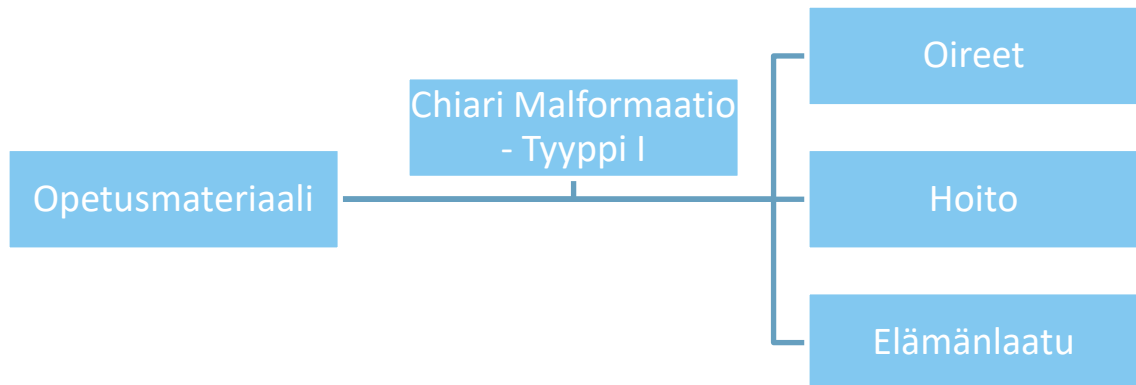 Opetusmateriaali
Chiari Malformaatio
- Tyyppi I
Oireet
Hoito
Elämänlaatu